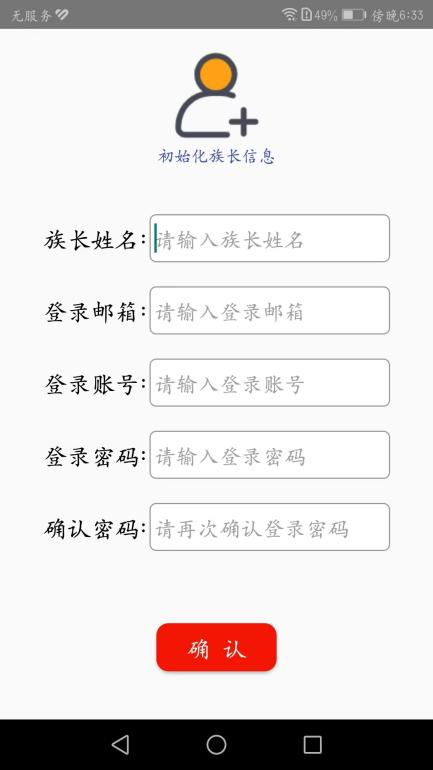 无服务 49% 傍晚6:33
初始化族长信息
族长姓名: 请输入族长姓名
登录邮箱: 请输入登录邮箱
登录账号: 请输入登录账号
登录密码: 请输入登录密码
确认密码: 请再次确认登录密码
确 认